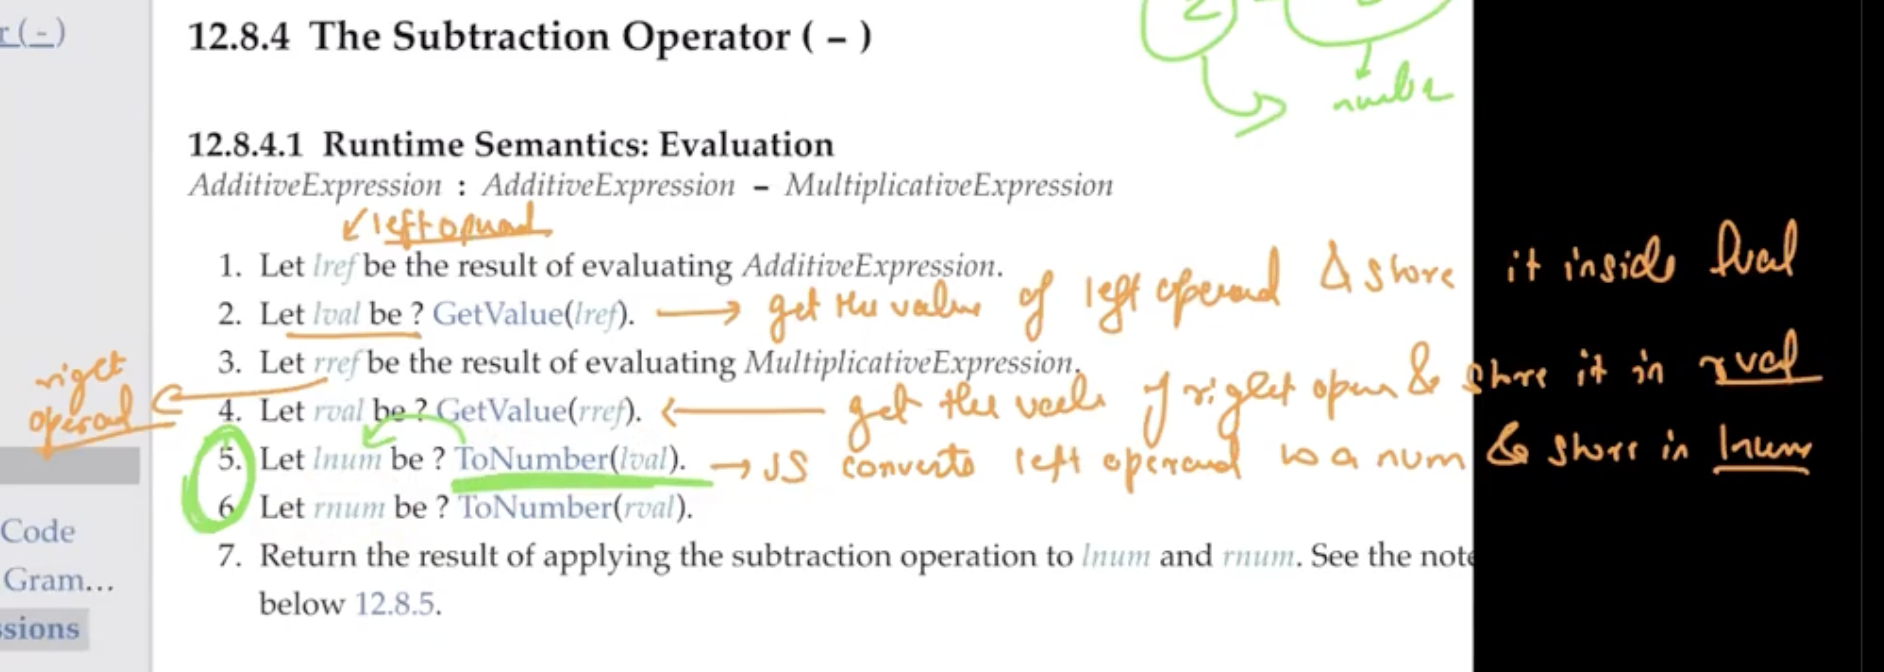 r (-)
12.8.4 The Subtraction Operator ( - )
number
12.8.4.1 Runtime Semantics: Evaluation
AdditiveExpression : AdditiveExpression - MultiplicativeExpression
left operand
1. Let lref be the result of evaluating AdditiveExpression.
2. Let lval be ? GetValue(lref). → get the value of left operand & store it inside lval
3. Let rref be the result of evaluating MultiplicativeExpression.
right
operand
4. Let rval be ? GetValue(rref). ← get the value of right operan & store it in rval
5. Let lnum be ? ToNumber(lval). → JS converts left operand to a num & store in lnum
6. Let rnum be ? ToNumber(rval).
7. Return the result of applying the subtraction operation to lnum and rnum. See the note
below 12.8.5.
Code
Gram...
ssions